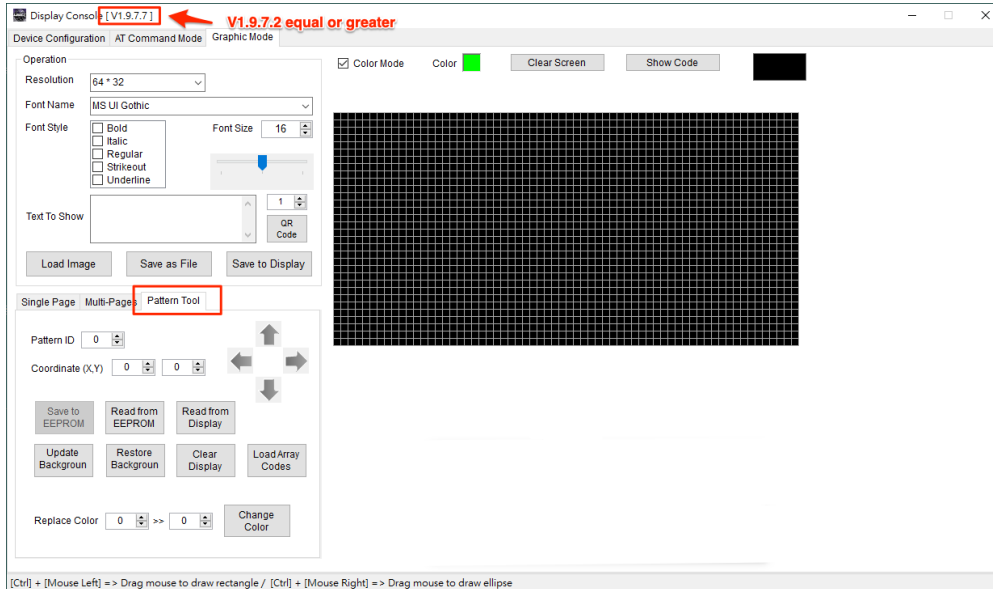 Display Console [ V1.9.7.7 ]
V1.9.7.2 equal or greater
Device Configuration AT Command Mode Graphic Mode
Operation
Resolution 64 * 32
Font Name MS UI Gothic
Font Style Bold Font Size 16
Italic
Regular
Strikeout
Underline
Text To Show 1
QR
Code
Load Image Save as File Save to Display
Color Mode Color Clear Screen Show Code
Single Page Multi-Pages Pattern Tool
Pattern ID 0
Coordinate (X,Y) 0 0
Save to
EEPROM
Read from
EEPROM
Read from
Display
Update
Backgroun
Restore
Backgroun
Clear
Display
Load Array
Codes
Replace Color 0 >> 0
Change
Color
[Ctrl] + [Mouse Left] => Drag mouse to draw rectangle / [Ctrl] + [Mouse Right] => Drag mouse to draw ellipse